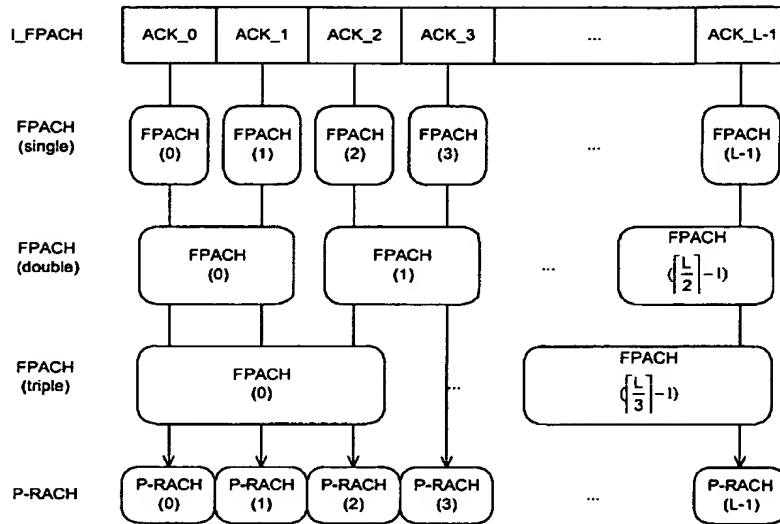 I_FPACH
ACK_0 ACK_1 ACK_2 ACK_3 ... ACK_L-1
FPACH
(single)
FPACH FPACH FPACH FPACH FPACH
(0) (1) (2) (3) ... (L-1)
FPACH
(double)
FPACH
(0)
FPACH
(1)
...
FPACH
(⌈L/2⌉-1)
FPACH
(triple)
FPACH
(0)
...
FPACH
(⌈L/3⌉-1)
P-RACH
P-RACH P-RACH P-RACH P-RACH P-RACH
(0) (1) (2) (3) ... (L-1)